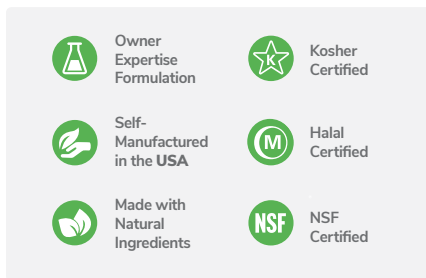 Owner
Expertise
Formulation
K
Kosher
Certified
Self-
Manufactured
in the USA
M
Halal
Certified
Made with
Natural
Ingredients
NSF
NSF
Certified